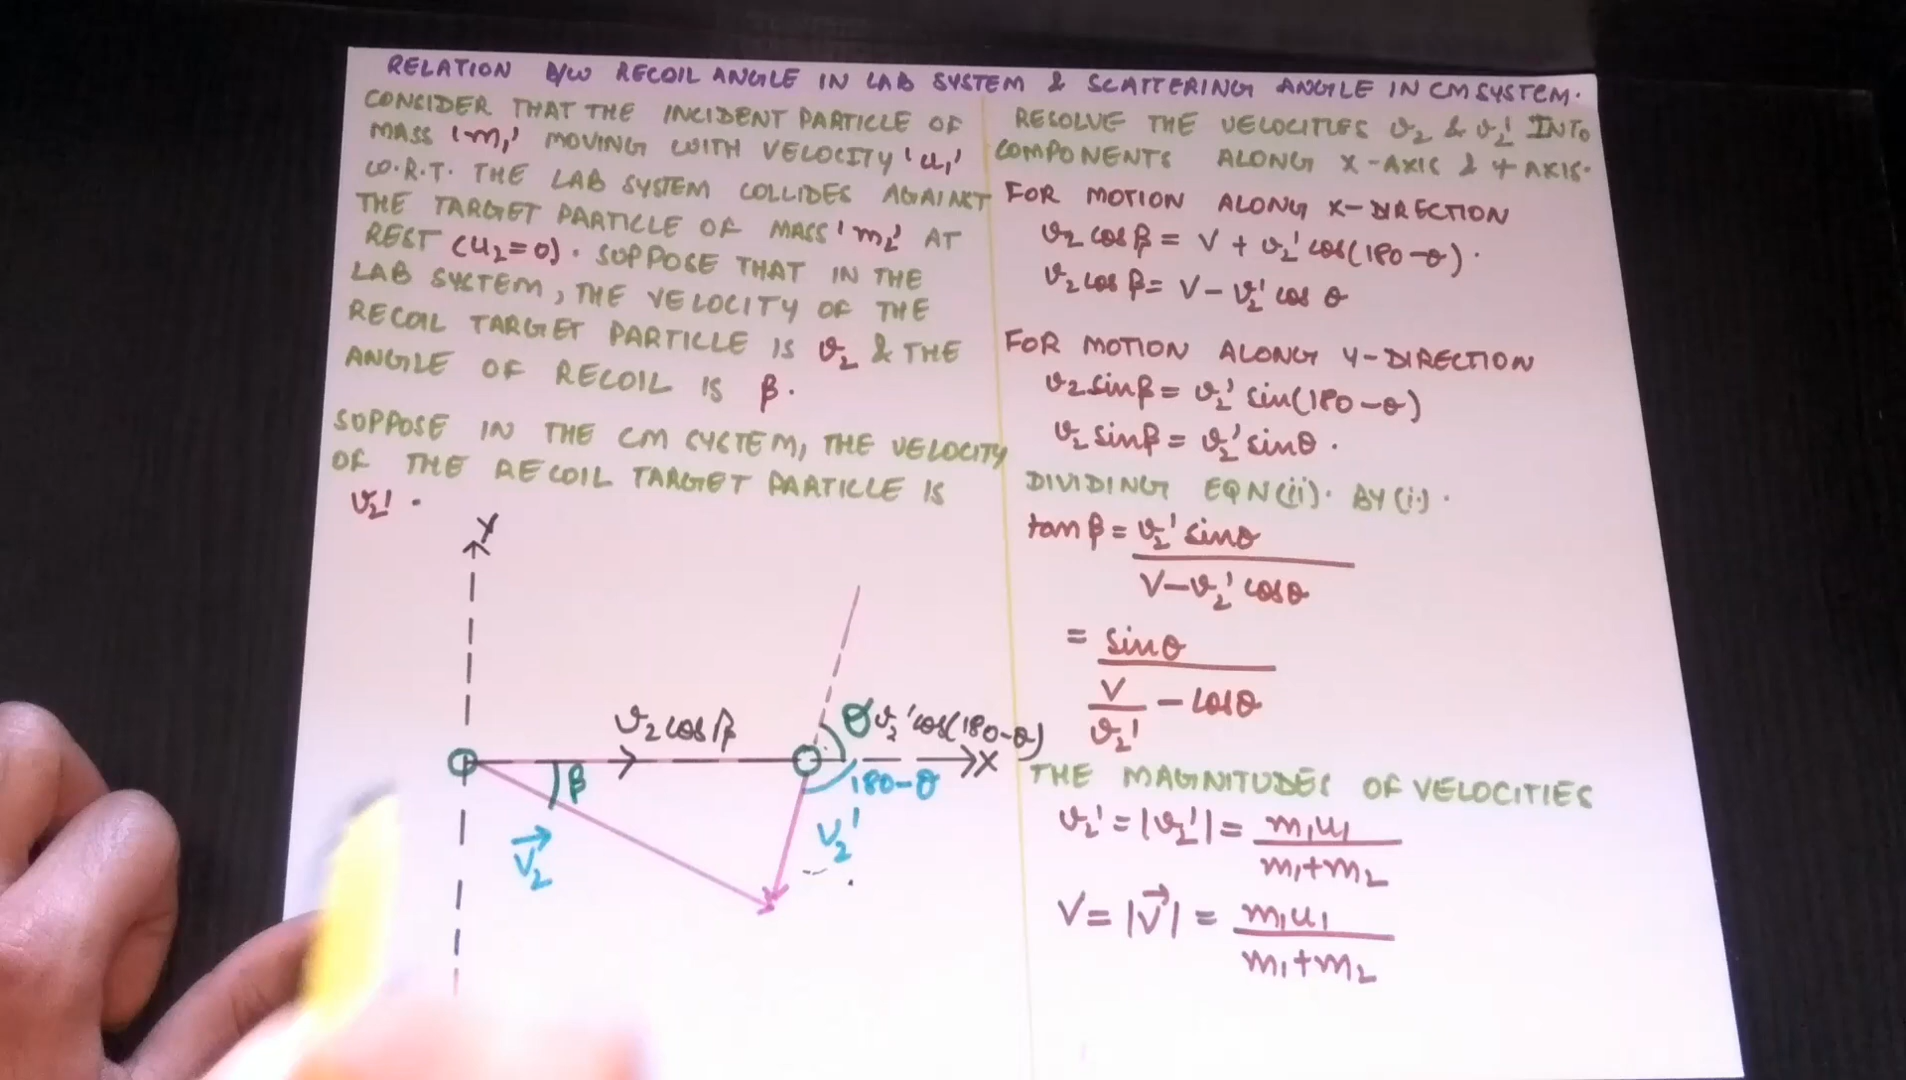 RELATION B/W RECOIL ANGLE IN LAB SYSTEM & SCATTERING ANGLE IN CM SYSTEM.
CONSIDER THAT THE INCIDENT PARTICLE OF
MASS 'm₁' MOVING WITH VELOCITY 'u₁'
W.R.T. THE LAB SYSTEM COLLIDES AGAINST
THE TARGET PARTICLE OF MASS 'm₂' AT
REST (u₂=0). SUPPOSE THAT IN THE
LAB SYSTEM, THE VELOCITY OF THE
RECOIL TARGET PARTICLE IS v₂ & THE
ANGLE OF RECOIL IS β.
SUPPOSE IN THE CM SYSTEM, THE VELOCITY
OF THE RECOIL TARGET PARTICLE IS
v₂'.
Y
v₂cosβ
θ
v₂'cos(180-θ)
X
β
180-θ
V₂
V₂'
RESOLVE THE VELOCITIES v₂ & v₂' INTO
COMPONENTS ALONG X-AXIS & Y AXIS.
FOR MOTION ALONG X-DIRECTION
v₂ cos β = V + v₂' cos(180-θ).
v₂ cos β = V - v₂' cos θ
FOR MOTION ALONG Y-DIRECTION
v₂ sin β = v₂' sin(180-θ)
v₂ sin β = v₂' sin θ.
DIVIDING EQN(ii). BY (i).
tan β = v₂' sin θ
V-v₂' cos θ
= sin θ
V - cos θ
v₂'
THE MAGNITUDES OF VELOCITIES
v₂' = |v₂'| = m₁u₁
m₁+m₂
V = |V| = m₁u₁
m₁+m₂